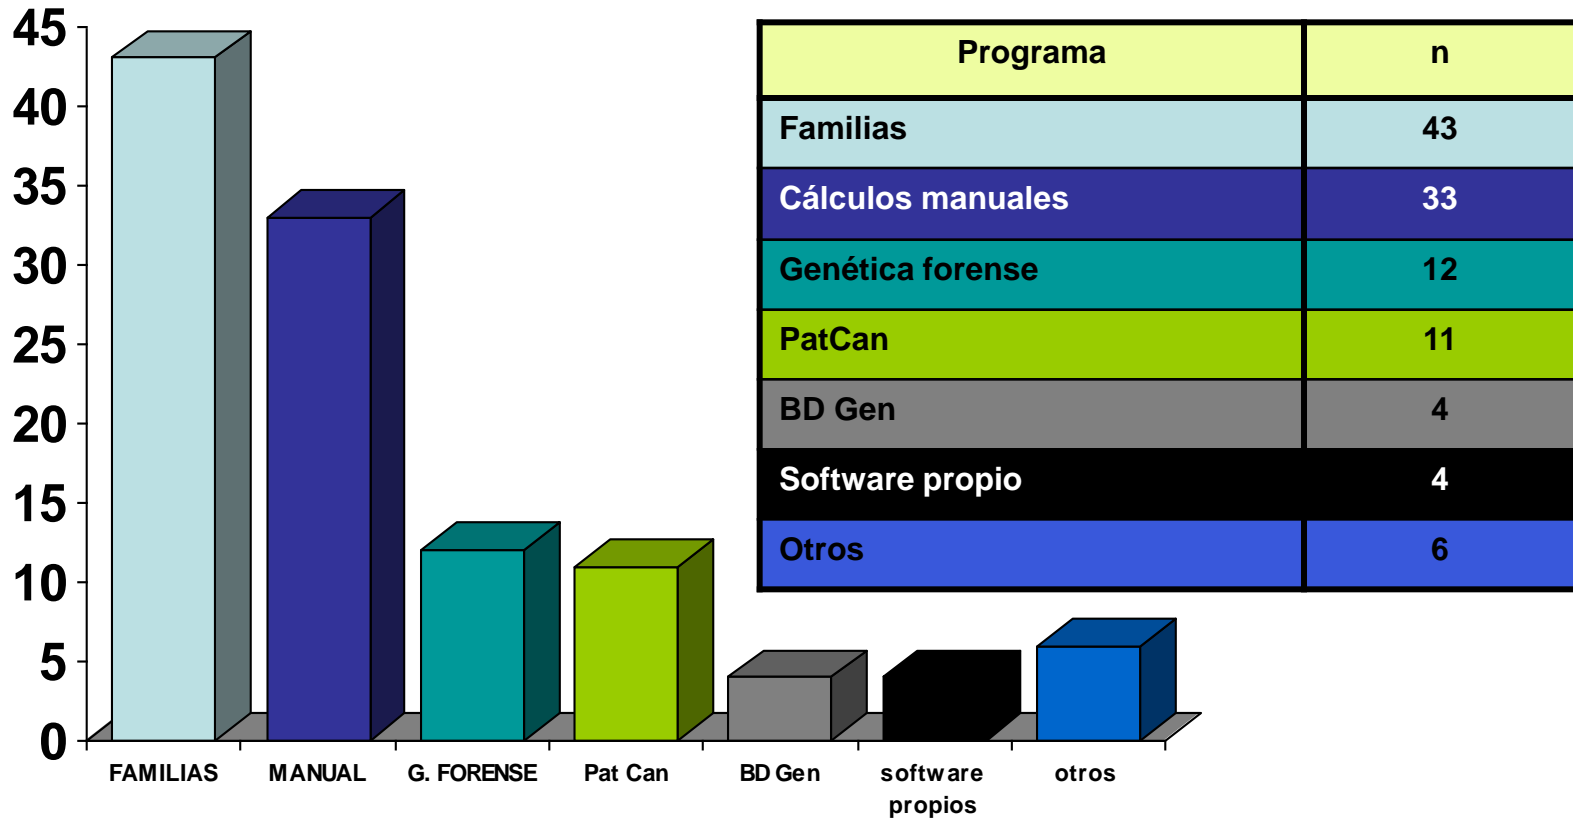 45
40
35
30
25
20
15
10
5
0
FAMILIAS MANUAL G. FORENSE Pat Can BD Gen software propios otros
Programa n
Familias 43
Cálculos manuales 33
Genética forense 12
PatCan 11
BD Gen 4
Software propio 4
Otros 6